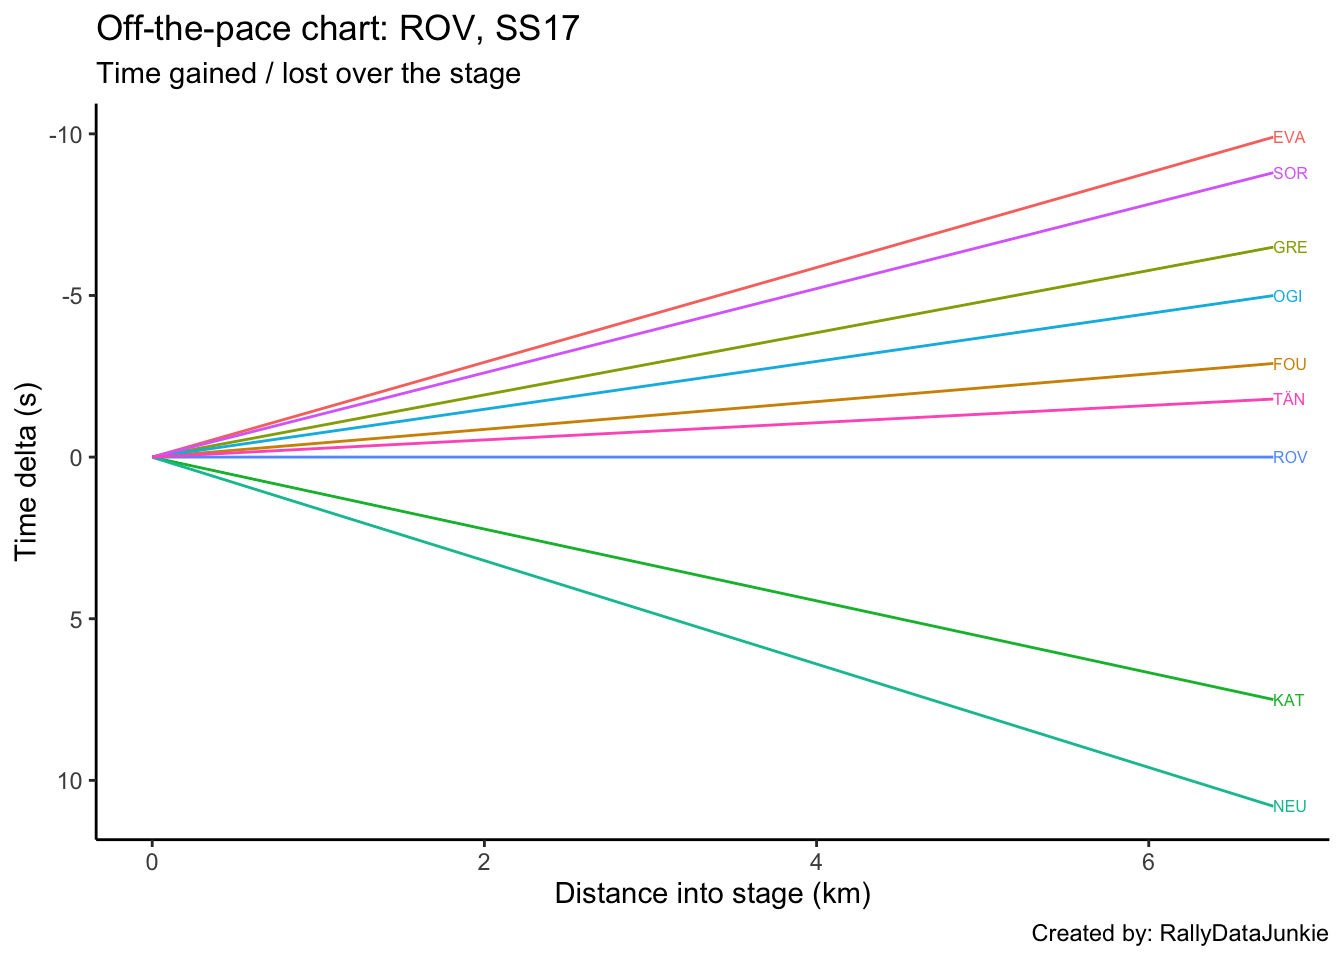 Off-the-pace chart: ROV, SS17
Time gained / lost over the stage
-10
-5
0
5
10
Time delta (s)
EVA
SOR
GRE
OGI
FOU
TÄN
ROV
KAT
NEU
0 2 4 6
Distance into stage (km)
Created by: RallyDataJunkie